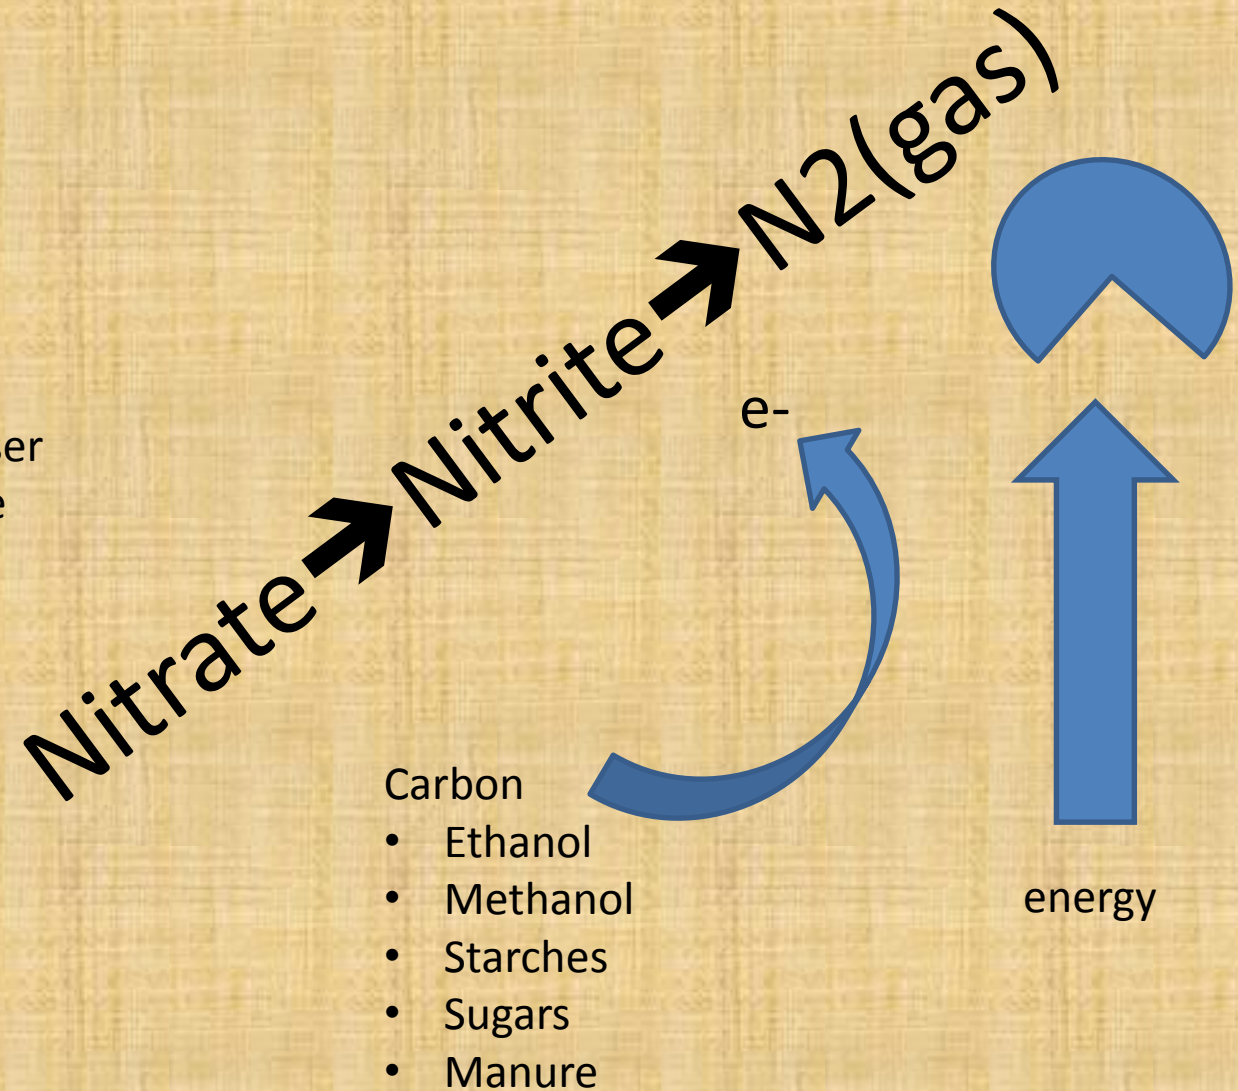 Nitrate➔Nitrite➔N2(gas)
e-
Carbon
• Ethanol
• Methanol
• Starches
• Sugars
• Manure
energy